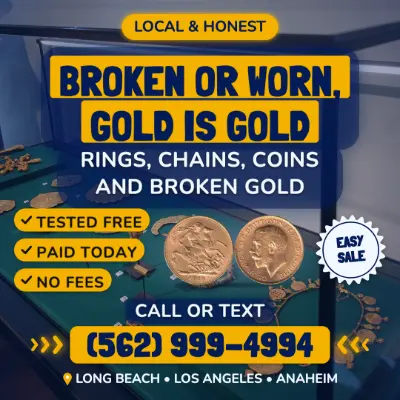 LOCAL & HONEST
BROKEN OR WORN,
GOLD IS GOLD
RINGS, CHAINS, COINS
AND BROKEN GOLD
TESTED FREE
PAID TODAY
NO FEES
EASY
SALE
CALL OR TEXT
(562) 999-4994
LONG BEACH • LOS ANGELES • ANAHEIM